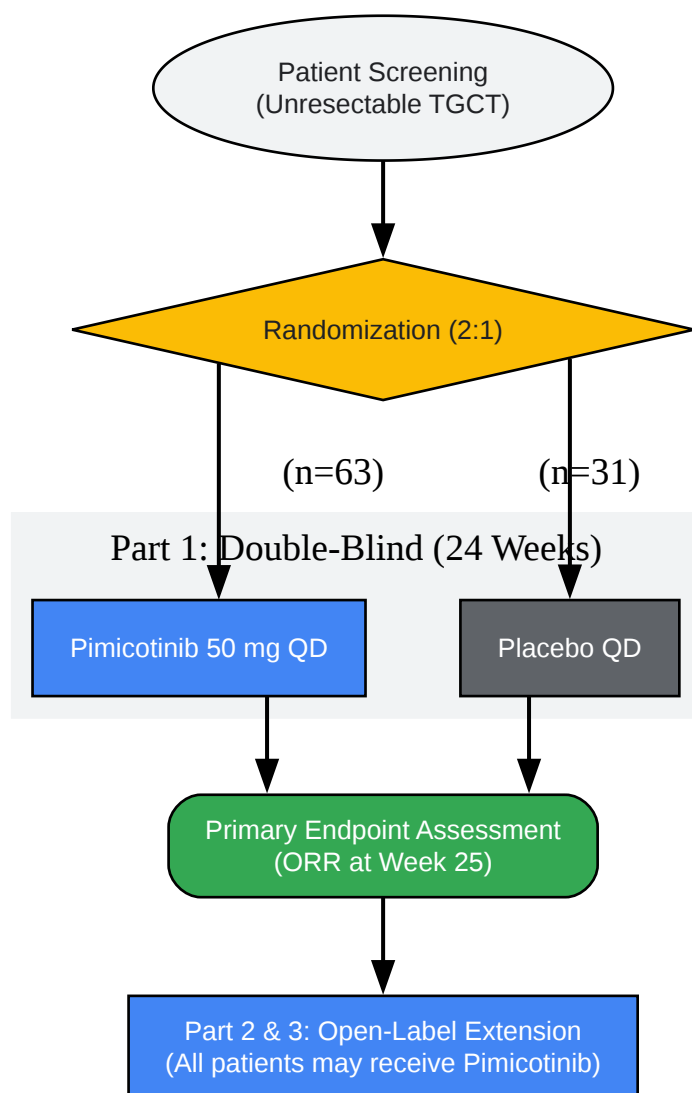 Patient Screening
(Unresectable TGCT)
Randomization (2:1)
(n=63)
(n=31)
Part 1: Double-Blind (24 Weeks)
Pimicotinib 50 mg QD
Placebo QD
Primary Endpoint Assessment
(ORR at Week 25)
Part 2 & 3: Open-Label Extension
(All patients may receive Pimicotinib)